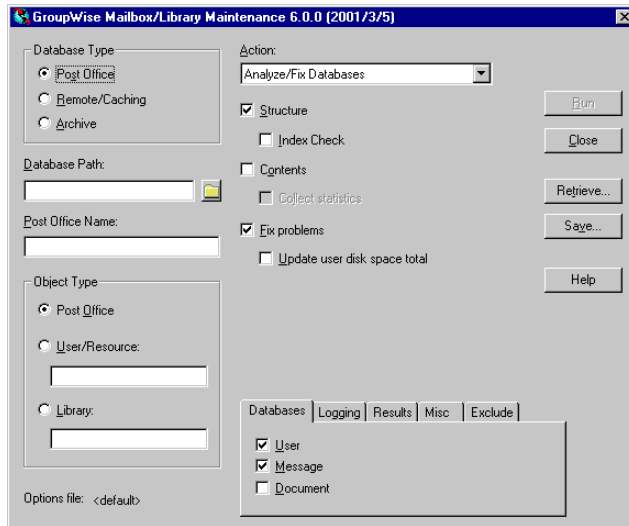 GroupWise Mailbox/Library Maintenance 6.0.0 (2001/3/5)
Database Type
Post Office
Remote/Caching
Archive
Database Path:
Post Office Name:
Object Type
Post Office
User/Resource:
Library:
Options file: <default>
Action:
Analyze/Fix Databases
Structure
Index Check
Contents
Collect statistics
Fix problems
Update user disk space total
Run
Close
Retrieve...
Save...
Help
Databases Logging Results Misc Exclude
User
Message
Document